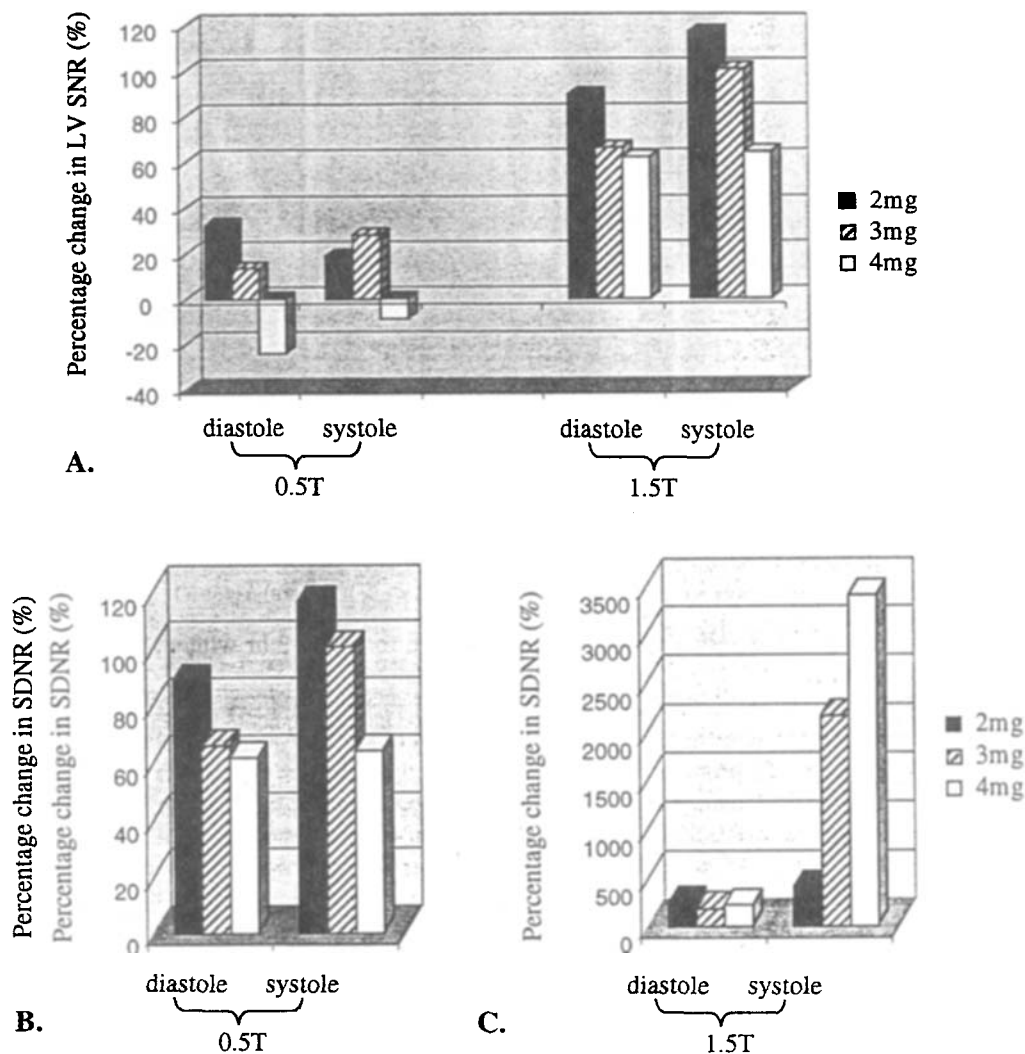 Percentage change in LV SNR (%)
120
100
80
60
40
20
0
-20
-40
2mg
3mg
4mg
diastole systole diastole systole
0.5T 1.5T
A.
Percentage change in SDNR (%)
Percentage change in SDNR (%)
120
100
80
60
40
20
0
diastole systole
0.5T
B.
Percentage change in SDNR (%)
3500
3000
2500
2000
1500
1000
500
0
2mg
3mg
4mg
diastole systole
1.5T
C.